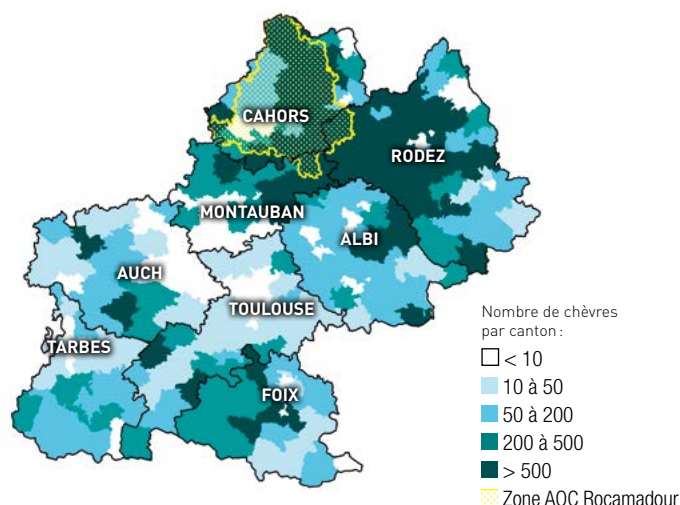 CAHORS
RODEZ
MONTAUBAN
ALBI
AUCH
TOULOUSE
TARBES
FOIX
Nombre de chèvres
par canton :
< 10
10 à 50
50 à 200
200 à 500
> 500
Zone AOC Rocamadour